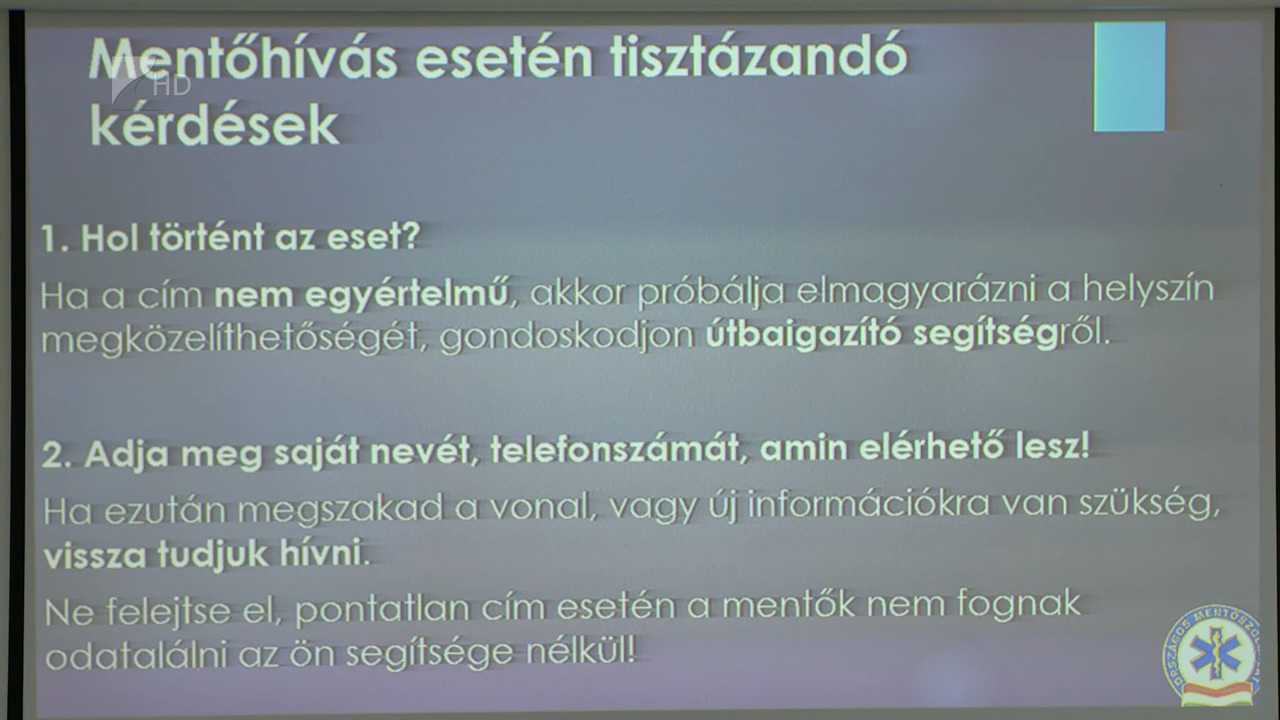 Mentőhívás esetén tisztázandó
kérdések
HD
1. Hol történt az eset?
Ha a cím nem egyértelmű, akkor próbálja elmagyarázni a helyszín
megközelíthetőségét, gondoskodjon útbaigazító segítségről.
2. Adja meg saját nevét, telefonszámát, amin elérhető lesz!
Ha ezután megszakad a vonal, vagy új információkra van szükség,
vissza tudjuk hívni.
Ne felejtse el, pontatlan cím esetén a mentők nem fognak
odatalálni az ön segítsége nélkül!
ORSZÁGOS MENTŐSZOLGÁLAT